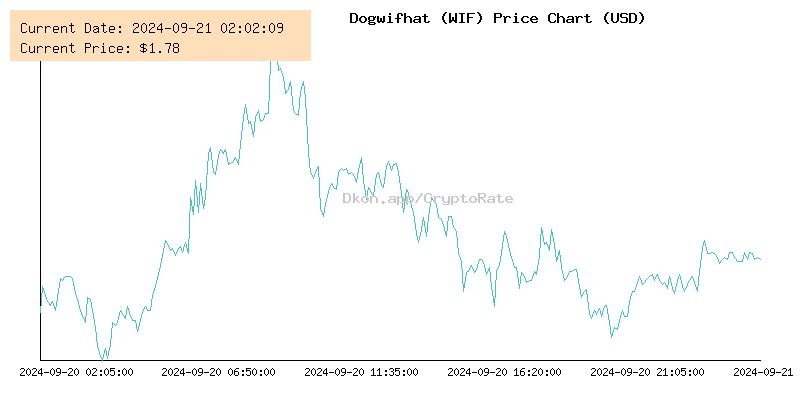 Dogwifhat (WIF) Price Chart (USD)
Current Date: 2024-09-21 02:02:09
Current Price: $1.78
Dkon.app/CryptoRate
2024-09-20 02:05:00 2024-09-20 06:50:00 2024-09-20 11:35:00 2024-09-20 16:20:00 2024-09-20 21:05:00 2024-09-21